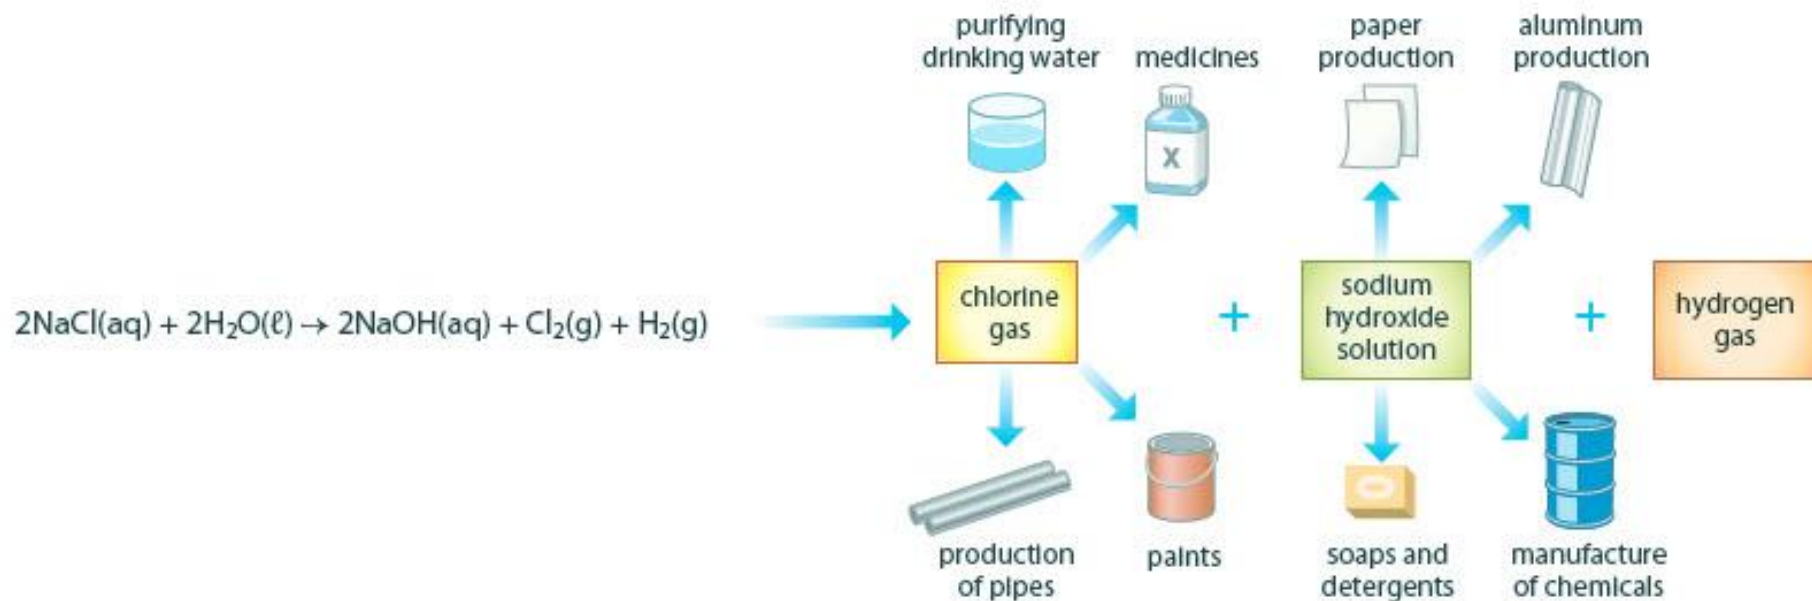 purifying
drinking water
medicines
paper
production
aluminum
production
X
2NaCl(aq) + 2H₂O(ℓ) → 2NaOH(aq) + Cl₂(g) + H₂(g)
chlorine
gas
+
sodium
hydroxide
solution
+
hydrogen
gas
production
of pipes
paints
soaps and
detergents
manufacture
of chemicals